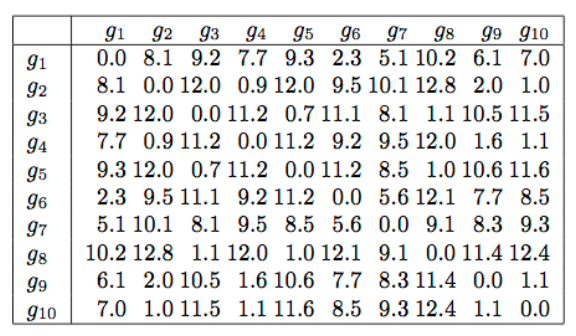 g1 g2 g3 g4 g5 g6 g7 g8 g9 g10
g1 0.0 8.1 9.2 7.7 9.3 2.3 5.1 10.2 6.1 7.0
g2 8.1 0.0 12.0 0.9 12.0 9.5 10.1 12.8 2.0 1.0
g3 9.2 12.0 0.0 11.2 0.7 11.1 8.1 1.1 10.5 11.5
g4 7.7 0.9 11.2 0.0 11.2 9.2 9.5 12.0 1.6 1.1
g5 9.3 12.0 0.7 11.2 0.0 11.2 8.5 1.0 10.6 11.6
g6 2.3 9.5 11.1 9.2 11.2 0.0 5.6 12.1 7.7 8.5
g7 5.1 10.1 8.1 9.5 8.5 5.6 0.0 9.1 8.3 9.3
g8 10.2 12.8 1.1 12.0 1.0 12.1 9.1 0.0 11.4 12.4
g9 6.1 2.0 10.5 1.6 10.6 7.7 8.3 11.4 0.0 1.1
g10 7.0 1.0 11.5 1.1 11.6 8.5 9.3 12.4 1.1 0.0